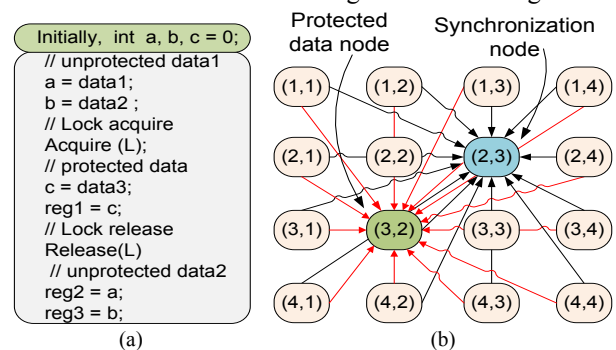 Initially, int a, b, c = 0;
// unprotected data1
a = data1;
b = data2 ;
// Lock acquire
Acquire (L);
// protected data
c = data3;
reg1 = c;
// Lock release
Release(L)
// unprotected data2
reg2 = a;
reg3 = b;
(a)
Protected
data node
Synchronization
node
(1,1) (1,2) (1,3) (1,4)
(2,1) (2,2) (2,3) (2,4)
(3,1) (3,2) (3,3) (3,4)
(4,1) (4,2) (4,3) (4,4)
(b)